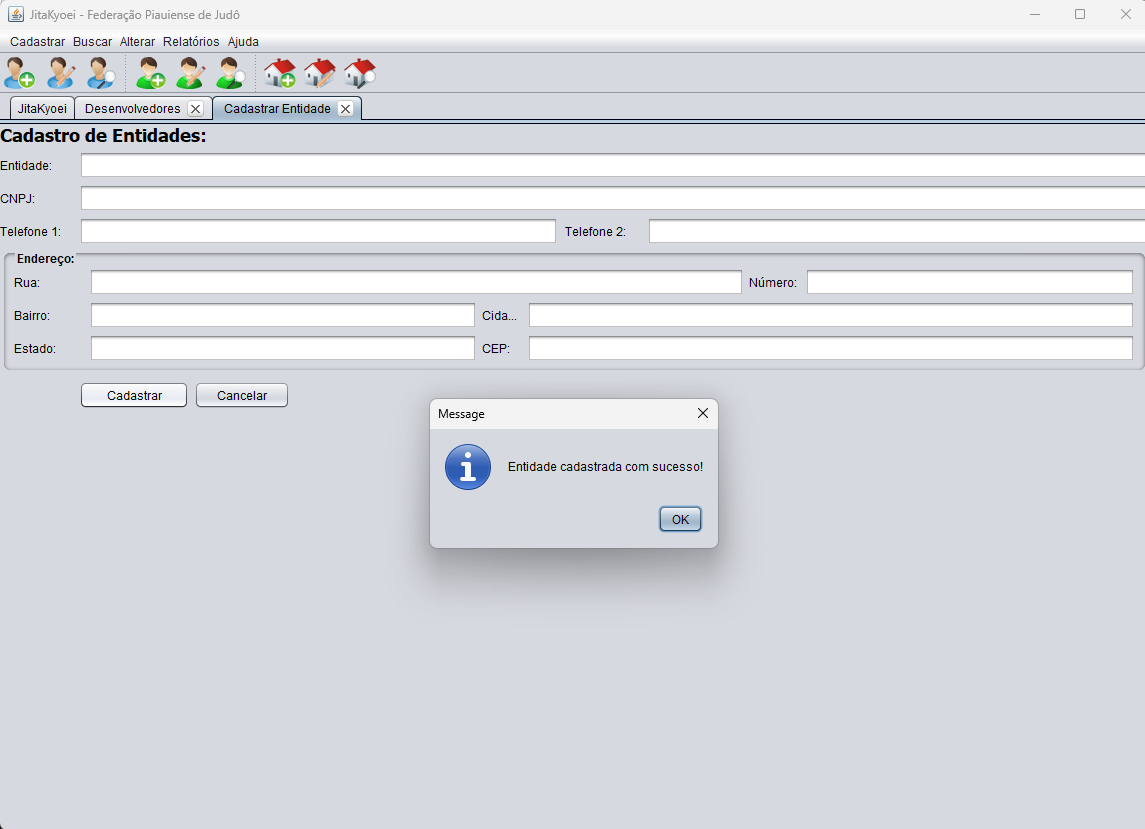 JitaKyoei - Federação Piauiense de Judô
Cadastrar Buscar Alterar Relatórios Ajuda
JitaKyoei Desenvolvedores Cadastrar Entidade
Cadastro de Entidades:
Entidade:
CNPJ:
Telefone 1: Telefone 2:
Endereço:
Rua: Número:
Bairro: Cida...
Estado: CEP:
Cadastrar Cancelar
Message
Entidade cadastrada com sucesso!
OK